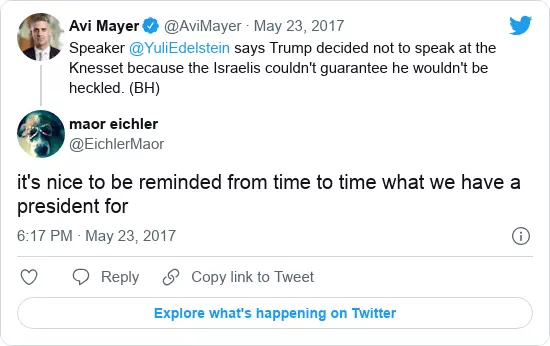 Avi Mayer @AviMayer · May 23, 2017
Speaker @YuliEdelstein says Trump decided not to speak at the
Knesset because the Israelis couldn't guarantee he wouldn't be
heckled. (BH)
maor eichler
@EichlerMaor
it's nice to be reminded from time to time what we have a
president for
6:17 PM · May 23, 2017
Reply
Copy link to Tweet
Explore what's happening on Twitter